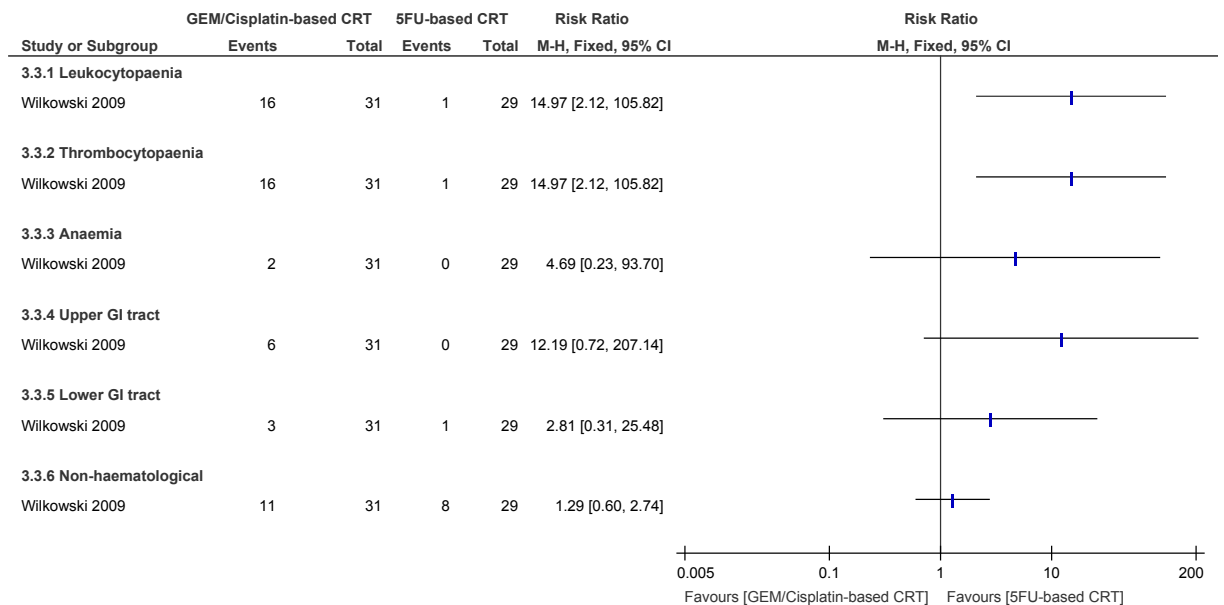 GEM/Cisplatin-based CRT 5FU-based CRT Risk Ratio Risk Ratio
Study or Subgroup Events Total Events Total M-H, Fixed, 95% CI M-H, Fixed, 95% CI
3.3.1 Leukocytopaenia
Wilkowski 2009 16 31 1 29 14.97 [2.12, 105.82]
3.3.2 Thrombocytopaenia
Wilkowski 2009 16 31 1 29 14.97 [2.12, 105.82]
3.3.3 Anaemia
Wilkowski 2009 2 31 0 29 4.69 [0.23, 93.70]
3.3.4 Upper GI tract
Wilkowski 2009 6 31 0 29 12.19 [0.72, 207.14]
3.3.5 Lower GI tract
Wilkowski 2009 3 31 1 29 2.81 [0.31, 25.48]
3.3.6 Non-haematological
Wilkowski 2009 11 31 8 29 1.29 [0.60, 2.74]
0.005 0.1 1 10 200
Favours [GEM/Cisplatin-based CRT] Favours [5FU-based CRT]